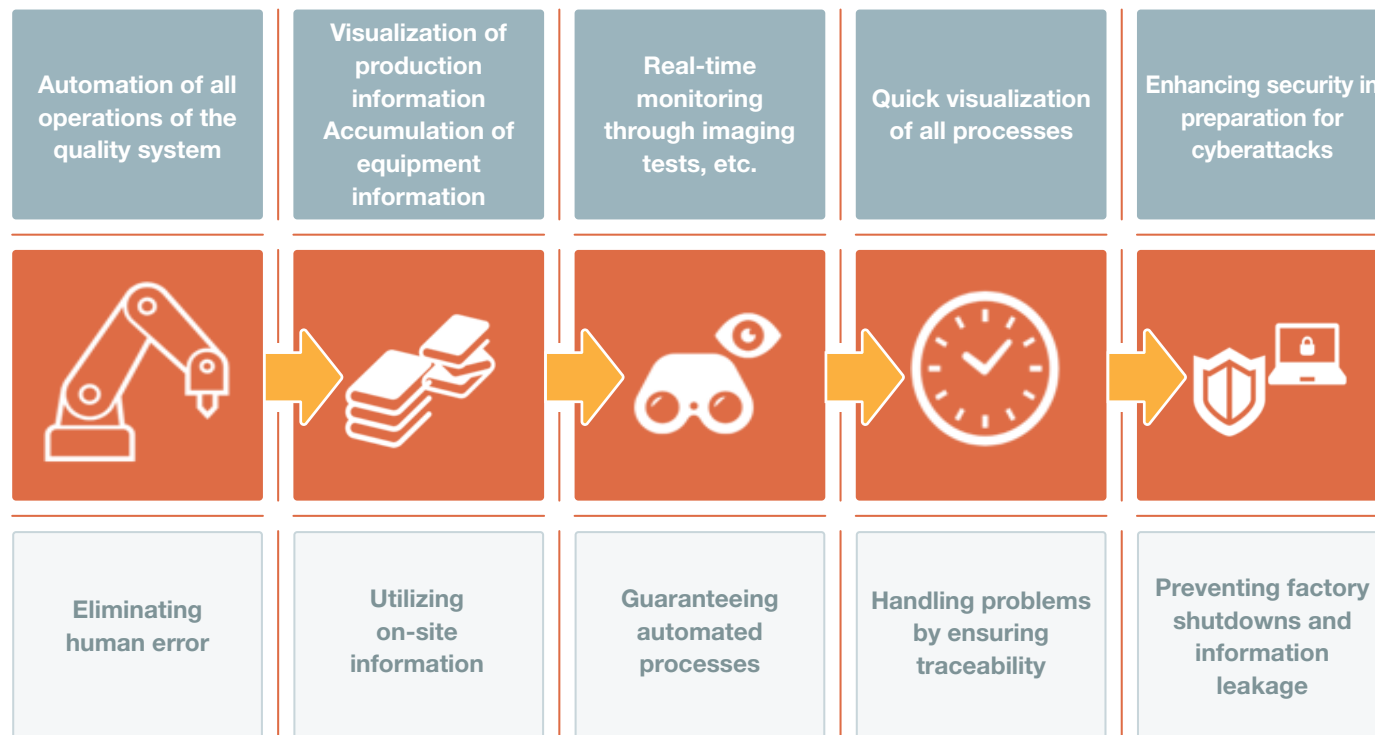 Automation of all
operations of the
quality system
Visualization of
production
information
Accumulation of
equipment
information
Real-time
monitoring
through imaging
tests, etc.
Quick visualization
of all processes
Enhancing security in
preparation for
cyberattacks
Eliminating
human error
Utilizing
on-site
information
Guaranteeing
automated
processes
Handling problems
by ensuring
traceability
Preventing factory
shutdowns and
information
leakage